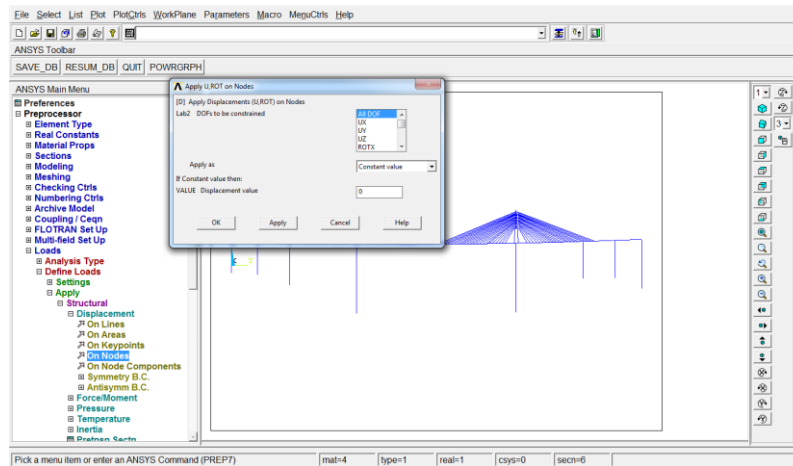 File Select List Plot PlotCtrls WorkPlane Parameters Macro MenuCtrls Help
ANSYS Toolbar
SAVE_DB RESUM_DB QUIT POWRGRPH
ANSYS Main Menu
Preferences
Preprocessor
Element Type
Real Constants
Material Props
Sections
Modeling
Meshing
Checking Ctrls
Numbering Ctrls
Archive Model
Coupling / Ceqn
FLOTRAN Set Up
Multi-field Set Up
Loads
Analysis Type
Define Loads
Settings
Apply
Structural
Displacement
On Lines
On Areas
On Keypoints
On Nodes
On Node Components
Symmetry B.C.
Antisymm B.C.
Force/Moment
Pressure
Temperature
Inertia
Pretnsn Sectn
Apply U,ROT on Nodes
[D] Apply Displacements (U,ROT) on Nodes
Lab2 DOFs to be constrained
All DOF
UX
UY
UZ
ROTX
Apply as
Constant value
If Constant value then:
VALUE Displacement value
0
OK Apply Cancel Help
1
3
Pick a menu item or enter an ANSYS Command (PREP7) mat=4 type=1 real=1 csys=0 secn=6